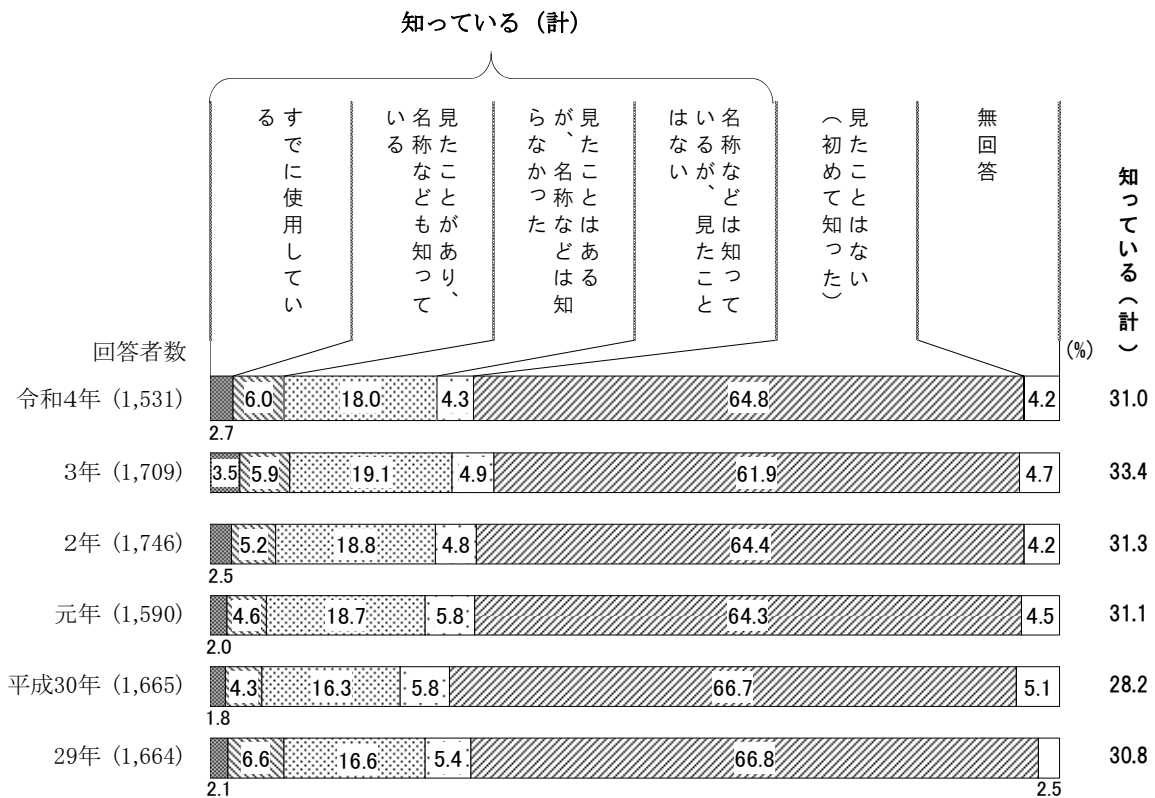 知っている（計）
すでに使用してい
る
見たことがあり、
名称なども知って
いる
見たことはある
が、名称などは知
らなかった
名称などは知って
いるが、見たこと
はない
見たことはない
（初めて知った）
無回答
知っている（計）
回答者数
(%)
令和4年 (1,531) 6.0 18.0 4.3 64.8 4.2 31.0
2.7
3年 (1,709) 3.5 5.9 19.1 4.9 61.9 4.7 33.4
2年 (1,746) 5.2 18.8 4.8 64.4 4.2 31.3
2.5
元年 (1,590) 4.6 18.7 5.8 64.3 4.5 31.1
2.0
平成30年 (1,665) 4.3 16.3 5.8 66.7 5.1 28.2
1.8
29年 (1,664) 6.6 16.6 5.4 66.8 30.8
2.1 2.5